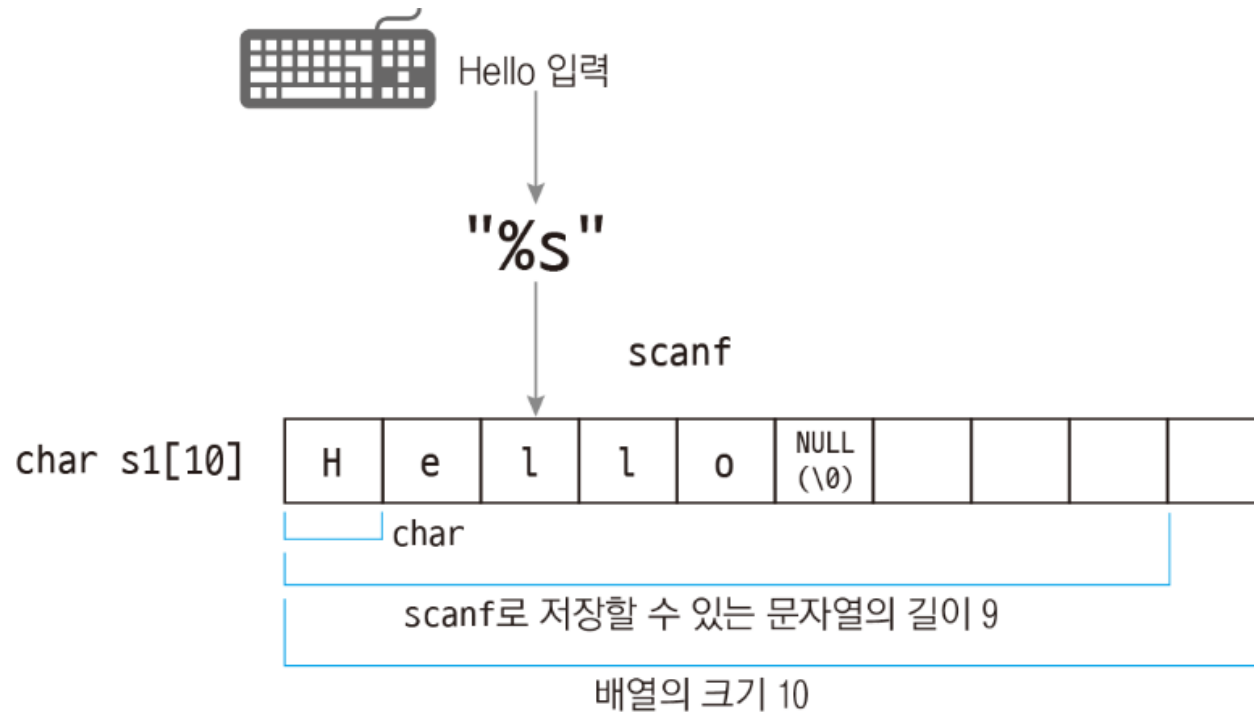 Hello 입력
"%s"
scanf
char s1[10]
H e l l o NULL (\0)
char
scanf로 저장할 수 있는 문자열의 길이 9
배열의 크기 10